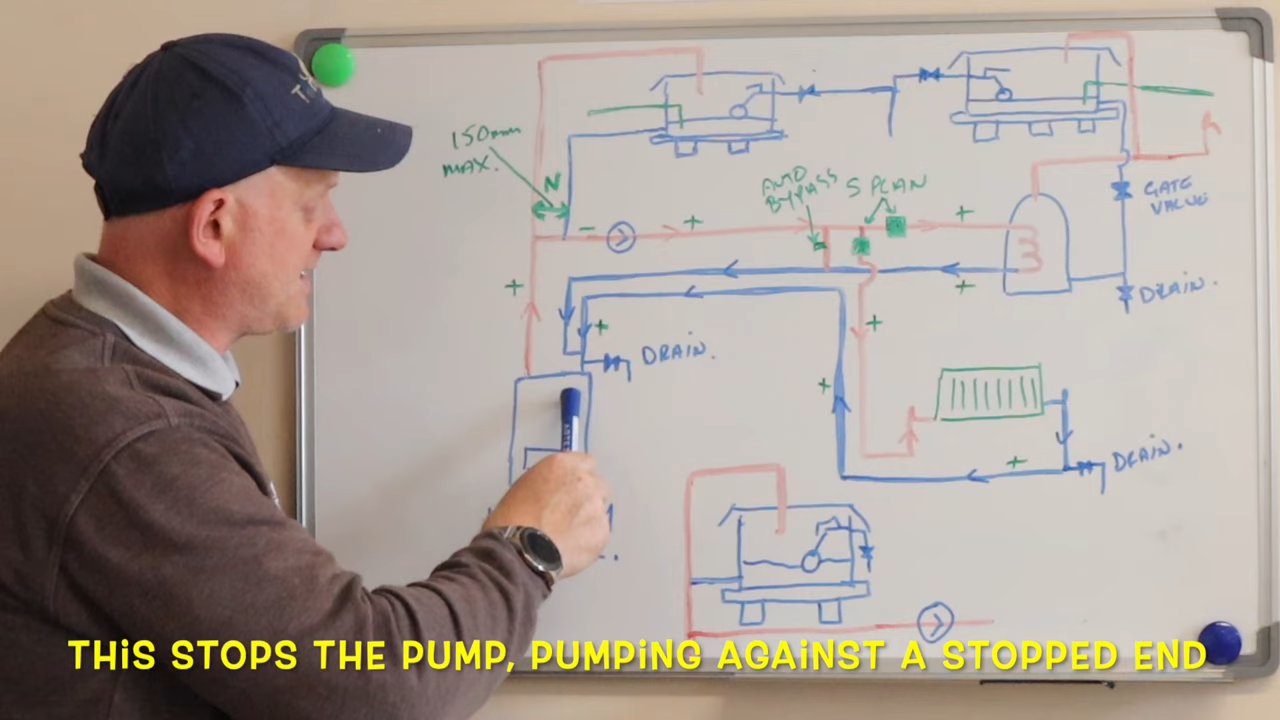 150mm
MAX.
N
AUTO
BYPASS
S PLAN
GATE
VALVE
DRAIN.
DRAIN.
DRAIN.
THIS STOPS THE PUMP, PUMPING AGAINST A STOPPED END